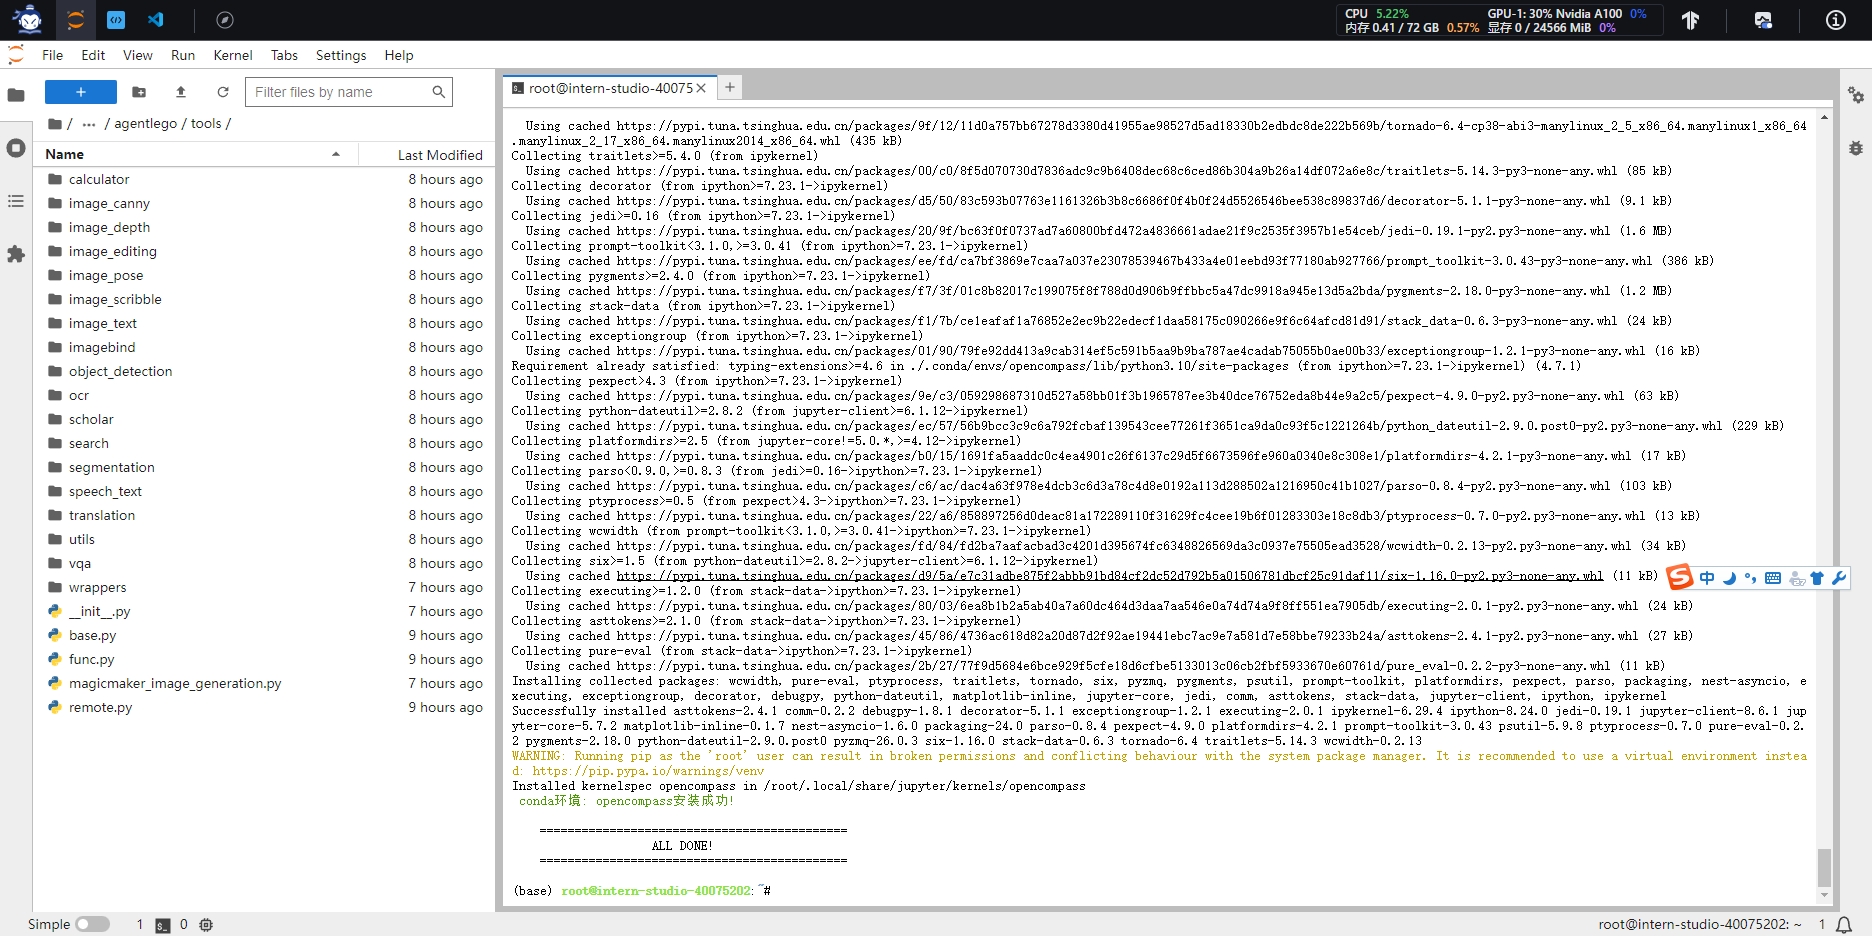 CPU 5.22% GPU-1: 30% Nvidia A100 0%
内存 0.41 / 72 GB 0.57% 显存 0 / 24566 MiB 0%
File Edit View Run Kernel Tabs Settings Help
+
Filter files by name
/ ... / agentlego / tools /
Name Last Modified
calculator 8 hours ago
image_canny 8 hours ago
image_depth 8 hours ago
image_editing 8 hours ago
image_pose 8 hours ago
image_scribble 8 hours ago
image_text 8 hours ago
imagebind 8 hours ago
object_detection 8 hours ago
ocr 8 hours ago
scholar 8 hours ago
search 8 hours ago
segmentation 8 hours ago
speech_text 8 hours ago
translation 8 hours ago
utils 8 hours ago
vqa 8 hours ago
wrappers 7 hours ago
__init__.py 7 hours ago
base.py 9 hours ago
func.py 9 hours ago
magicmaker_image_generation.py 7 hours ago
remote.py 9 hours ago
root@intern-studio-40075
Using cached https://pypi.tuna.tsinghua.edu.cn/packages/9f/12/11d0a757bb67278d3380d41955ae98527d5ad18330b2edbdc8de222b569b/tornado-6.4-cp38-abi3-manylinux_2_5_x86_64.manylinux1_x86_64
.manylinux_2_17_x86_64.manylinux2014_x86_64.whl (435 kB)
Collecting traitlets>=5.4.0 (from ipykernel)
Using cached https://pypi.tuna.tsinghua.edu.cn/packages/00/c0/8f5d070730d7836adc9c9b6408dec68c6ced86b304a9b26a14df072a6e8c/traitlets-5.14.3-py3-none-any.whl (85 kB)
Collecting decorator (from ipython>=7.23.1->ipykernel)
Using cached https://pypi.tuna.tsinghua.edu.cn/packages/d5/50/83c593b07763e1161326b3b8c6686f0f4b0f24d5526546bee538c89837d6/decorator-5.1.1-py3-none-any.whl (9.1 kB)
Collecting jedi>=0.16 (from ipython>=7.23.1->ipykernel)
Using cached https://pypi.tuna.tsinghua.edu.cn/packages/20/9f/bc63f0f0737ad7a60800bfd472a4836661adae21f9c2535f3957b1e54ceb/jedi-0.19.1-py2.py3-none-any.whl (1.6 MB)
Collecting prompt-toolkit<3.1.0,>=3.0.41 (from ipython>=7.23.1->ipykernel)
Using cached https://pypi.tuna.tsinghua.edu.cn/packages/ee/fd/ca7bf3869e7caa7a037e23078539467b433a4e01eebd93f77180ab927766/prompt_toolkit-3.0.43-py3-none-any.whl (386 kB)
Collecting pygments>=2.4.0 (from ipython>=7.23.1->ipykernel)
Using cached https://pypi.tuna.tsinghua.edu.cn/packages/f7/3f/01c8b82017c199075f8f788d0d906b9ffbbc5a47dc9918a945e13d5a2bda/pygments-2.18.0-py3-none-any.whl (1.2 MB)
Collecting stack-data (from ipython>=7.23.1->ipykernel)
Using cached https://pypi.tuna.tsinghua.edu.cn/packages/f1/7b/ce1eafaf1a76852e2ec9b22edecf1daa58175c090266e9f6c64afcd81d91/stack_data-0.6.3-py3-none-any.whl (24 kB)
Collecting exceptiongroup (from ipython>=7.23.1->ipykernel)
Using cached https://pypi.tuna.tsinghua.edu.cn/packages/01/90/79fe92dd413a9cab314ef5c591b5aa9b9ba787ae4cadab75055b0ae00b33/exceptiongroup-1.2.1-py3-none-any.whl (16 kB)
Requirement already satisfied: typing-extensions>=4.6 in ./.conda/envs/opencompass/lib/python3.10/site-packages (from ipython>=7.23.1->ipykernel) (4.7.1)
Collecting pexpect>4.3 (from ipython>=7.23.1->ipykernel)
Using cached https://pypi.tuna.tsinghua.edu.cn/packages/9e/c3/059298687310d527a58bb01f3b1965787ee3b40dce76752eda8b44e9a2c5/pexpect-4.9.0-py2.py3-none-any.whl (63 kB)
Collecting python-dateutil>=2.8.2 (from jupyter-client>=6.1.12->ipykernel)
Using cached https://pypi.tuna.tsinghua.edu.cn/packages/ec/57/56b9bcc3c9c6a792fcbaf139543cee77261f3651ca9da0c93f5c1221264b/python_dateutil-2.9.0.post0-py2.py3-none-any.whl (229 kB)
Collecting platformdirs>=2.5 (from jupyter-core!=5.0.*,>=4.12->ipykernel)
Using cached https://pypi.tuna.tsinghua.edu.cn/packages/b0/15/1691fa5aaddc0c4ea4901c26f6137c29d5f6673596fe960a0340e8c308e1/platformdirs-4.2.1-py3-none-any.whl (17 kB)
Collecting parso<0.9.0,>=0.8.3 (from jedi>=0.16->ipython>=7.23.1->ipykernel)
Using cached https://pypi.tuna.tsinghua.edu.cn/packages/c6/ac/dac4a63f978e4dcb3c6d3a78c4d8e0192a113d288502a1216950c41b1027/parso-0.8.4-py2.py3-none-any.whl (103 kB)
Collecting ptyprocess>=0.5 (from pexpect>4.3->ipython>=7.23.1->ipykernel)
Using cached https://pypi.tuna.tsinghua.edu.cn/packages/22/a6/858897256d0deac81a172289110f31629fc4cee19b6f01283303e18c8db3/ptyprocess-0.7.0-py2.py3-none-any.whl (13 kB)
Collecting wcwidth (from prompt-toolkit<3.1.0,>=3.0.41->ipython>=7.23.1->ipykernel)
Using cached https://pypi.tuna.tsinghua.edu.cn/packages/fd/84/fd2ba7aafacbad3c4201d395674fc6348826569da3c0937e75505ead3528/wcwidth-0.2.13-py2.py3-none-any.whl (34 kB)
Collecting six>=1.5 (from python-dateutil>=2.8.2->jupyter-client>=6.1.12->ipykernel)
Using cached https://pypi.tuna.tsinghua.edu.cn/packages/d9/5a/e7c31adbe875f2abbb91bd84cf2dc52d792b5a01506781dbcf25c91daf11/six-1.16.0-py2.py3-none-any.whl (11 kB)
中
Collecting executing>=1.2.0 (from stack-data->ipython>=7.23.1->ipykernel)
Using cached https://pypi.tuna.tsinghua.edu.cn/packages/80/03/6ea8b1b2a5ab40a7a60dc464d3daa7aa546e0a74d74a9f8ff551ea7905db/executing-2.0.1-py2.py3-none-any.whl (24 kB)
Collecting asttokens>=2.1.0 (from stack-data->ipython>=7.23.1->ipykernel)
Using cached https://pypi.tuna.tsinghua.edu.cn/packages/45/86/4736ac618d82a20d87d2f92ae19441ebc7ac9e7a581d7e58bbe79233b24a/asttokens-2.4.1-py2.py3-none-any.whl (27 kB)
Collecting pure-eval (from stack-data->ipython>=7.23.1->ipykernel)
Using cached https://pypi.tuna.tsinghua.edu.cn/packages/2b/27/77f9d5684e6bce929f5cfe18d6cfbe5133013c06cb2fbf5933670e60761d/pure_eval-0.2.2-py3-none-any.whl (11 kB)
Installing collected packages: wcwidth, pure-eval, ptyprocess, traitlets, tornado, six, pyzmq, pygments, psutil, prompt-toolkit, platformdirs, pexpect, parso, packaging, nest-asyncio, e
xecuting, exceptiongroup, decorator, debugpy, python-dateutil, matplotlib-inline, jupyter-core, jedi, comm, asttokens, stack-data, jupyter-client, ipython, ipykernel
Successfully installed asttokens-2.4.1 comm-0.2.2 debugpy-1.8.1 decorator-5.1.1 exceptiongroup-1.2.1 executing-2.0.1 ipykernel-6.29.4 ipython-8.24.0 jedi-0.19.1 jupyter-client-8.6.1 jup
yter-core-5.7.2 matplotlib-inline-0.1.7 nest-asyncio-1.6.0 packaging-24.0 parso-0.8.4 pexpect-4.9.0 platformdirs-4.2.1 prompt-toolkit-3.0.43 psutil-5.9.8 ptyprocess-0.7.0 pure-eval-0.2.
2 pygments-2.18.0 python-dateutil-2.9.0.post0 pyzmq-26.0.3 six-1.16.0 stack-data-0.6.3 tornado-6.4 traitlets-5.14.3 wcwidth-0.2.13
WARNING: Running pip as the 'root' user can result in broken permissions and conflicting behaviour with the system package manager. It is recommended to use a virtual environment instea
d: https://pip.pypa.io/warnings/venv
Installed kernelspec opencompass in /root/.local/share/jupyter/kernels/opencompass
conda环境: opencompass安装成功!
============================================
ALL DONE!
============================================
(base) root@intern-studio-40075202:~#
Simple 1 0
root@intern-studio-40075202: ~ 1